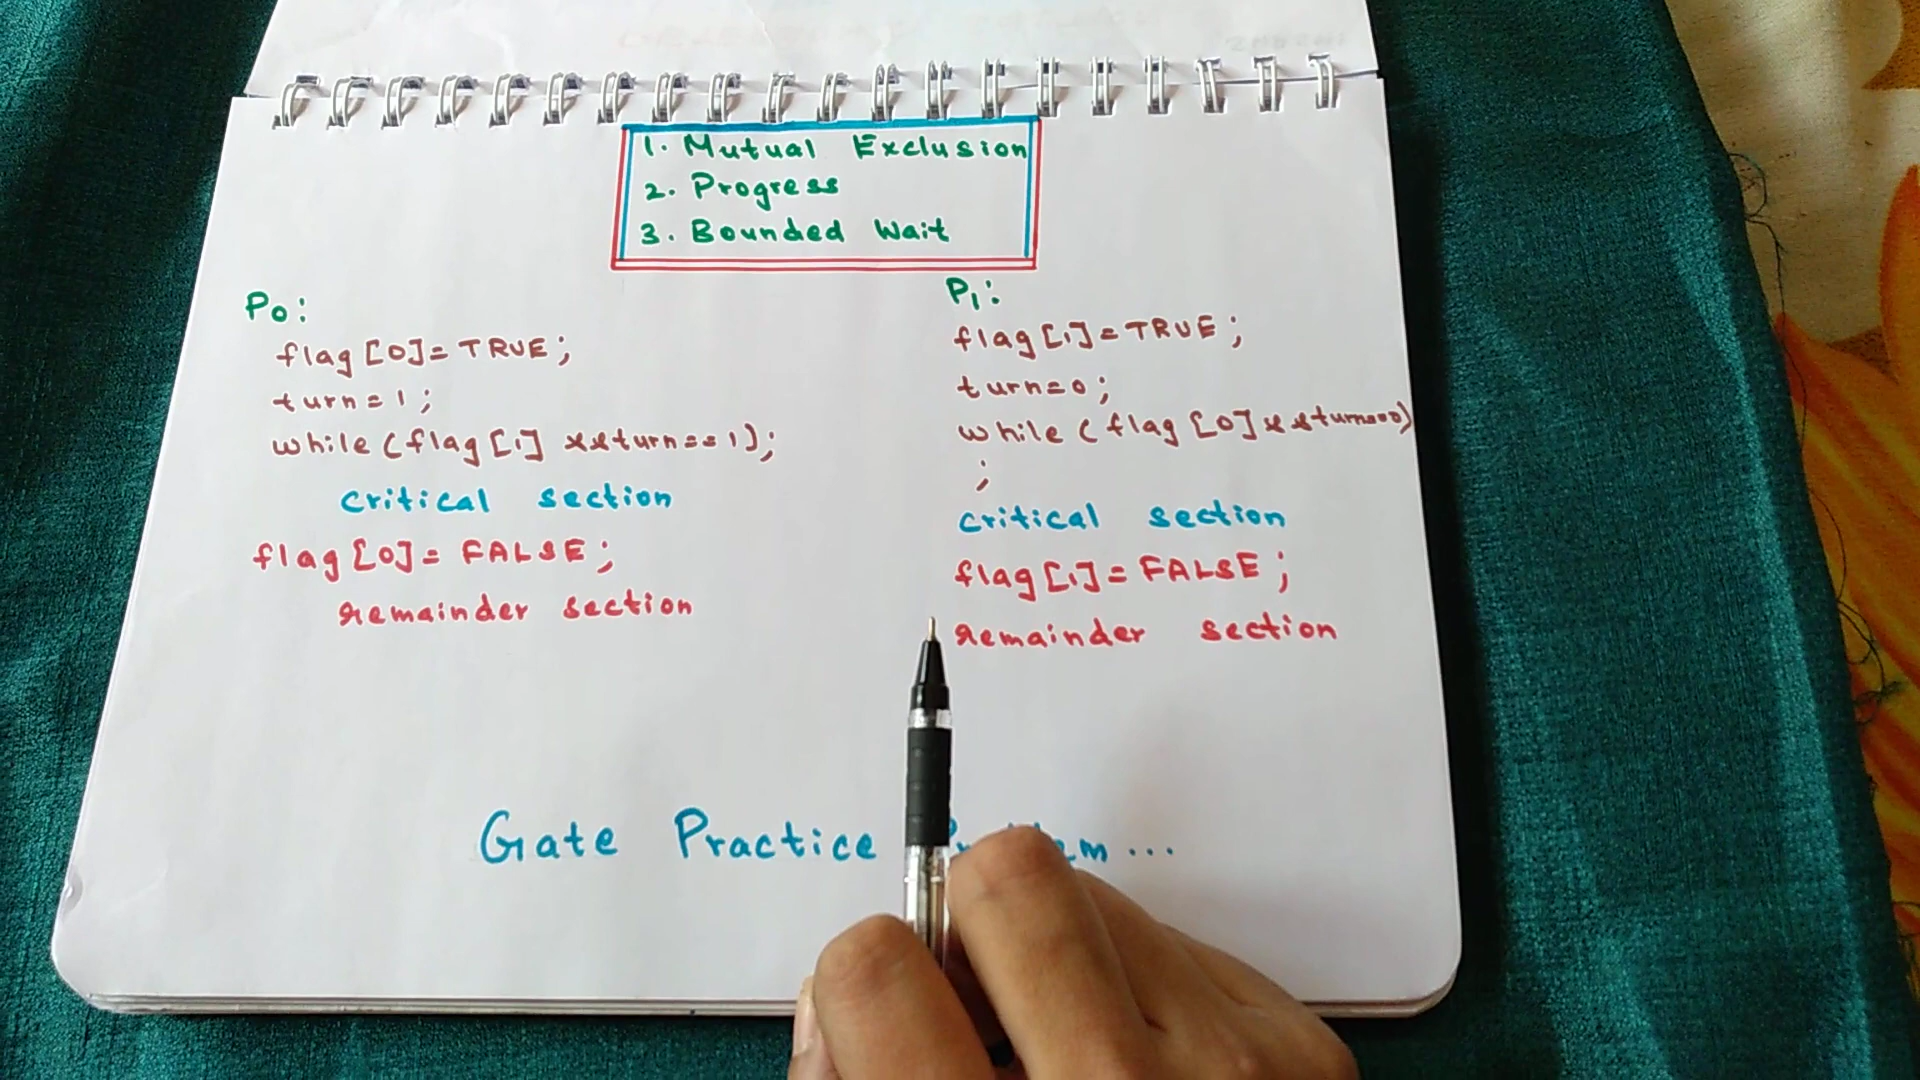 1. Mutual Exclusion
2. Progress
3. Bounded Wait
P0:
flag[0]= TRUE;
turn=1;
while(flag[1] &&turn==1);
critical section
flag[0]= FALSE;
remainder section
P1:
flag[1]=TRUE;
turn=0;
while(flag[0]&&turn==0)
;
critical section
flag[1]=FALSE;
remainder section
Gate Practice